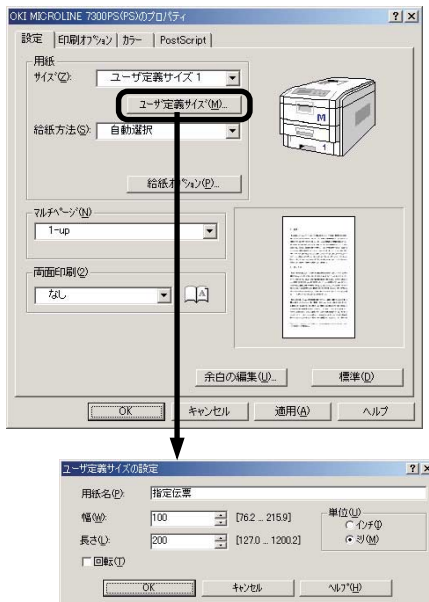 OKI MICROLINE 7300PS(PS)のプロパティ
設定 印刷ｵﾌﾟｼｮﾝ カラー PostScript
用紙
ｻｲｽﾞ(Z): ユーザ定義サイズ 1
ﾕｰｻﾞ定義ｻｲｽﾞ(M)...
給紙方法(S): 自動選択
給紙ｵﾌﾟｼｮﾝ(P)...
ﾏﾙﾁﾍﾟｰｼﾞ(N)
1-up
両面印刷(2)
なし
余白の編集(U)... 標準(D)
OK キャンセル 適用(A) ヘルプ
ユーザ定義サイズの設定
用紙名(P): 指定伝票
幅(W): 100 [76.2 ... 215.9]
長さ(L): 200 [127.0 ... 1200.2]
単位(U)
インチ(I)
ミリ(M)
回転(T)
OK ｷｬﾝｾﾙ ﾍﾙﾌﾟ(H)